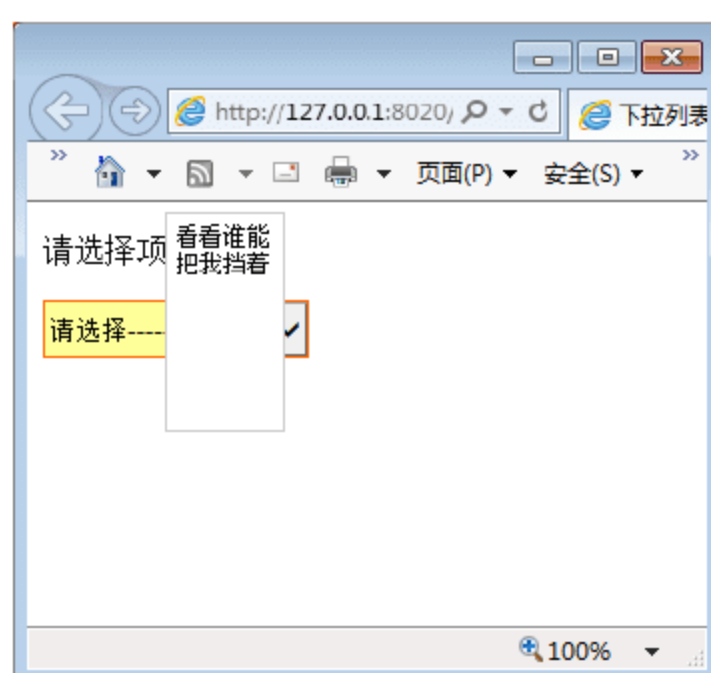 http://127.0.0.1:8020/
下拉列表
页面(P)
安全(S)
请选择项
看看谁能
把我挡着
请选择-----
100%